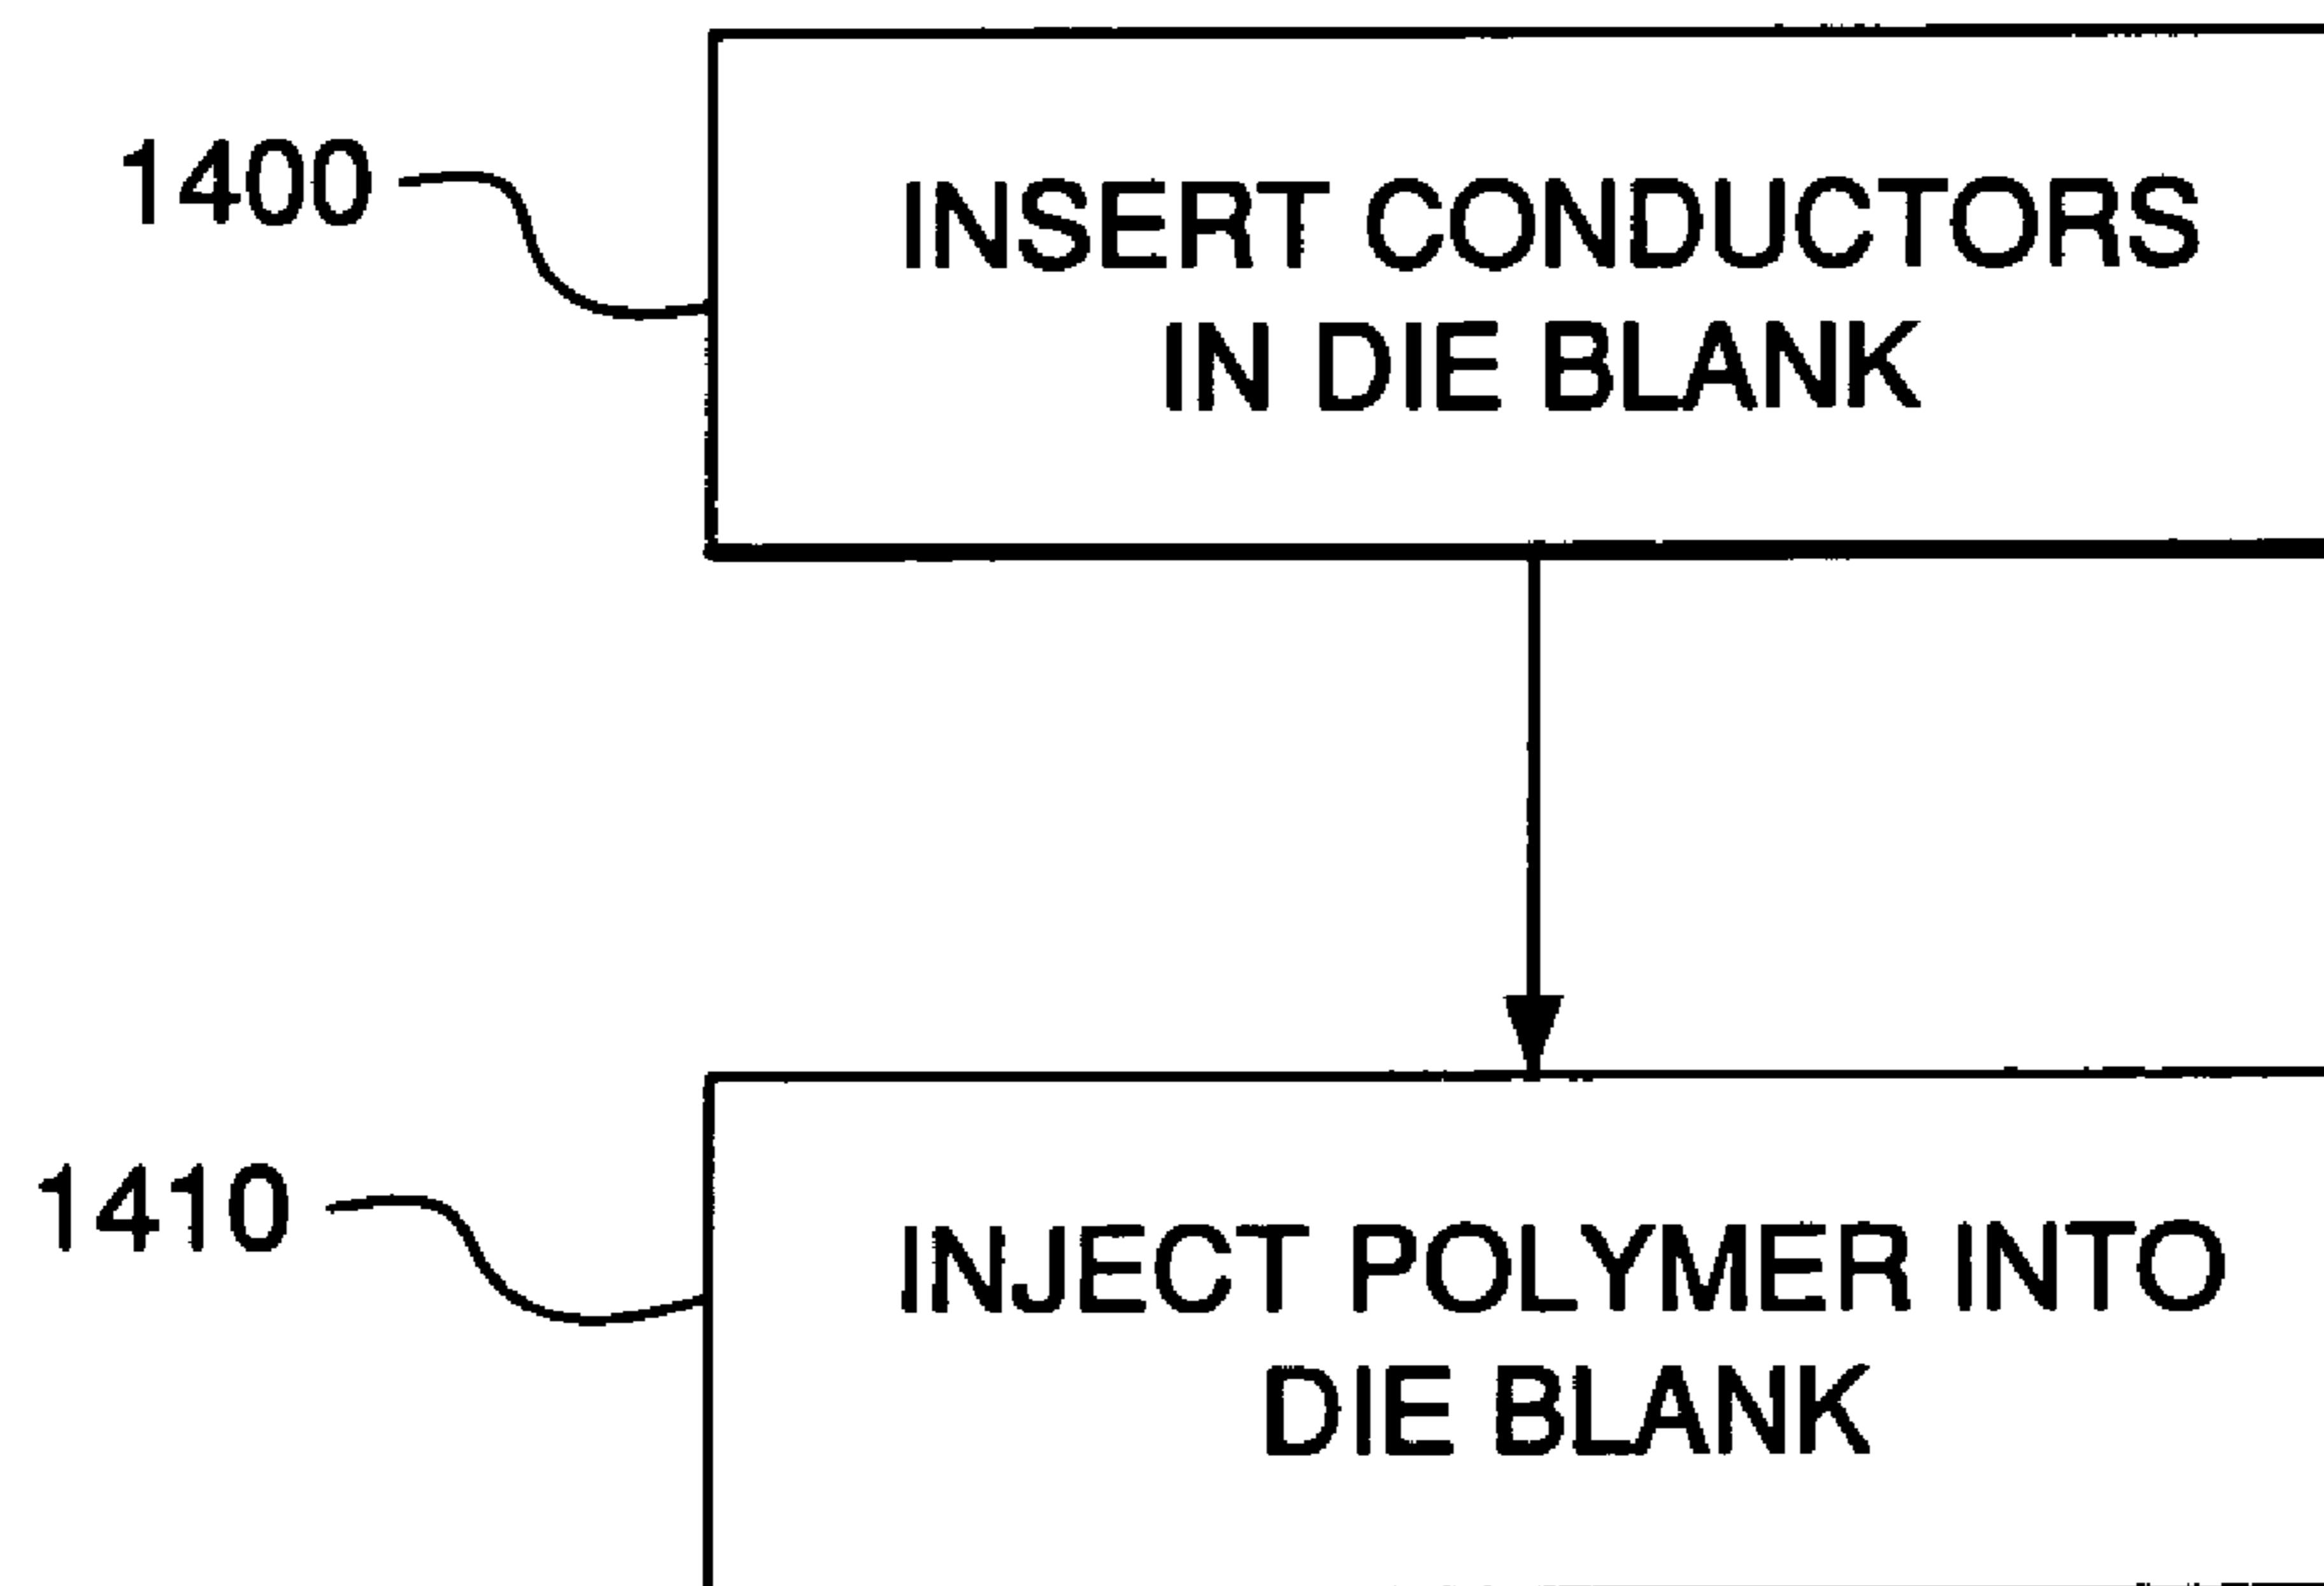 1400
INSERT CONDUCTORS
IN DIE BLANK
1410
INJECT POLYMER INTO
DIE BLANK